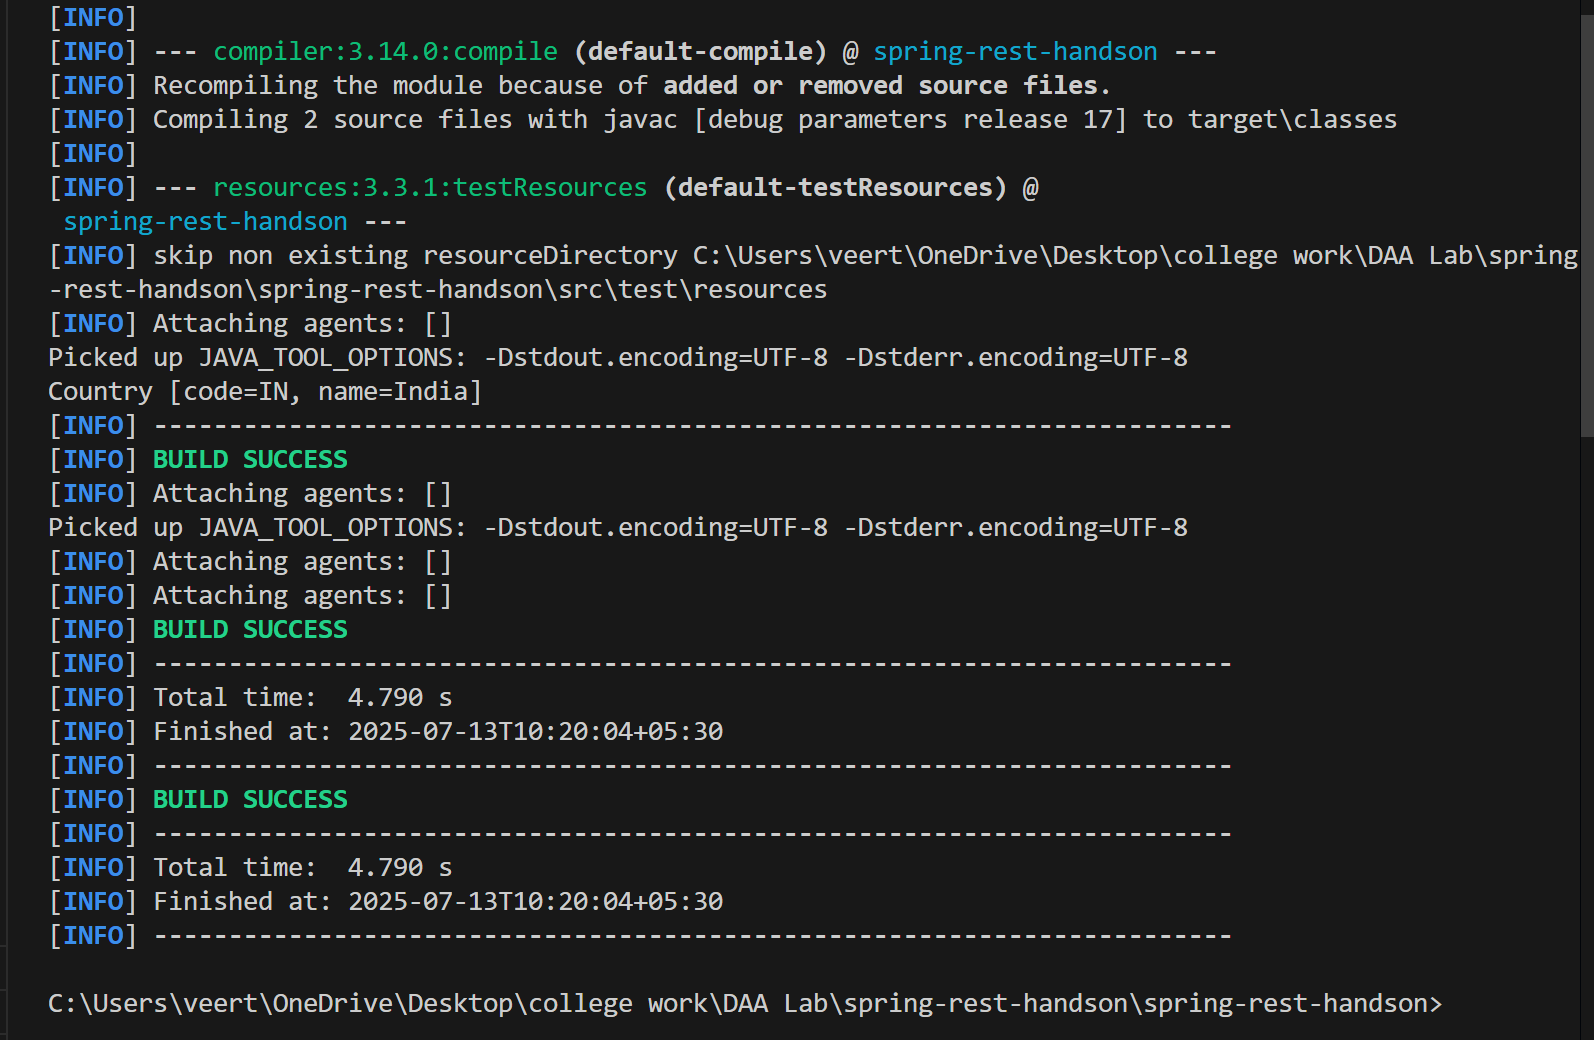 [INFO]
[INFO] --- compiler:3.14.0:compile (default-compile) @ spring-rest-handson ---
[INFO] Recompiling the module because of added or removed source files.
[INFO] Compiling 2 source files with javac [debug parameters release 17] to target\classes
[INFO]
[INFO] --- resources:3.3.1:testResources (default-testResources) @
 spring-rest-handson ---
[INFO] skip non existing resourceDirectory C:\Users\veert\OneDrive\Desktop\college work\DAA Lab\spring
-rest-handson\spring-rest-handson\src\test\resources
[INFO] Attaching agents: []
Picked up JAVA_TOOL_OPTIONS: -Dstdout.encoding=UTF-8 -Dstderr.encoding=UTF-8
Country [code=IN, name=India]
[INFO] ------------------------------------------------------------------------
[INFO] BUILD SUCCESS
[INFO] Attaching agents: []
Picked up JAVA_TOOL_OPTIONS: -Dstdout.encoding=UTF-8 -Dstderr.encoding=UTF-8
[INFO] Attaching agents: []
[INFO] Attaching agents: []
[INFO] BUILD SUCCESS
[INFO] ------------------------------------------------------------------------
[INFO] Total time:  4.790 s
[INFO] Finished at: 2025-07-13T10:20:04+05:30
[INFO] ------------------------------------------------------------------------
[INFO] BUILD SUCCESS
[INFO] ------------------------------------------------------------------------
[INFO] Total time:  4.790 s
[INFO] Finished at: 2025-07-13T10:20:04+05:30
[INFO] ------------------------------------------------------------------------
C:\Users\veert\OneDrive\Desktop\college work\DAA Lab\spring-rest-handson\spring-rest-handson>